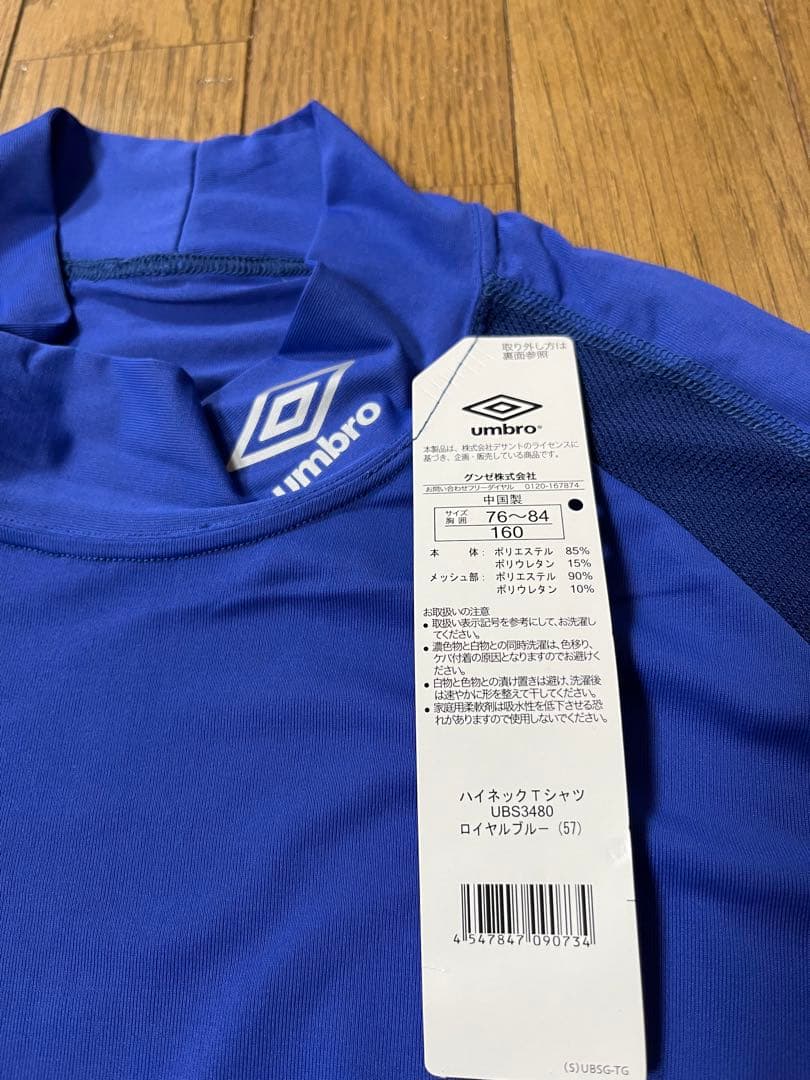 umbro
取り外し方は
裏面参照
umbro®
本製品は、株式会社デサントのライセンスに
基づき、企画・販売している商品です。
グンゼ株式会社
お問い合わせフリーダイヤル 0120-167874
中国製
サイズ
胸囲
76〜84
160
本 体： ポリエステル 85%
ポリウレタン 15%
メッシュ部： ポリエステル 90%
ポリウレタン 10%
お取扱いの注意
● 取扱い表示記号を参考にして、お洗濯し
てください。
● 濃色物と白物との同時洗濯は、色移り、
ケバ付着の原因となりますのでお避けく
ださい。
● 白物と色物との漬け置きは避け、洗濯後
は速やかに形を整えて干してください。
● 家庭用柔軟剤は吸水性を低下させる恐
れがありますので使用しないでください。
ハイネックTシャツ
UBS3480
ロイヤルブルー (57)
4 547847 090734
(S)UBSG-TG